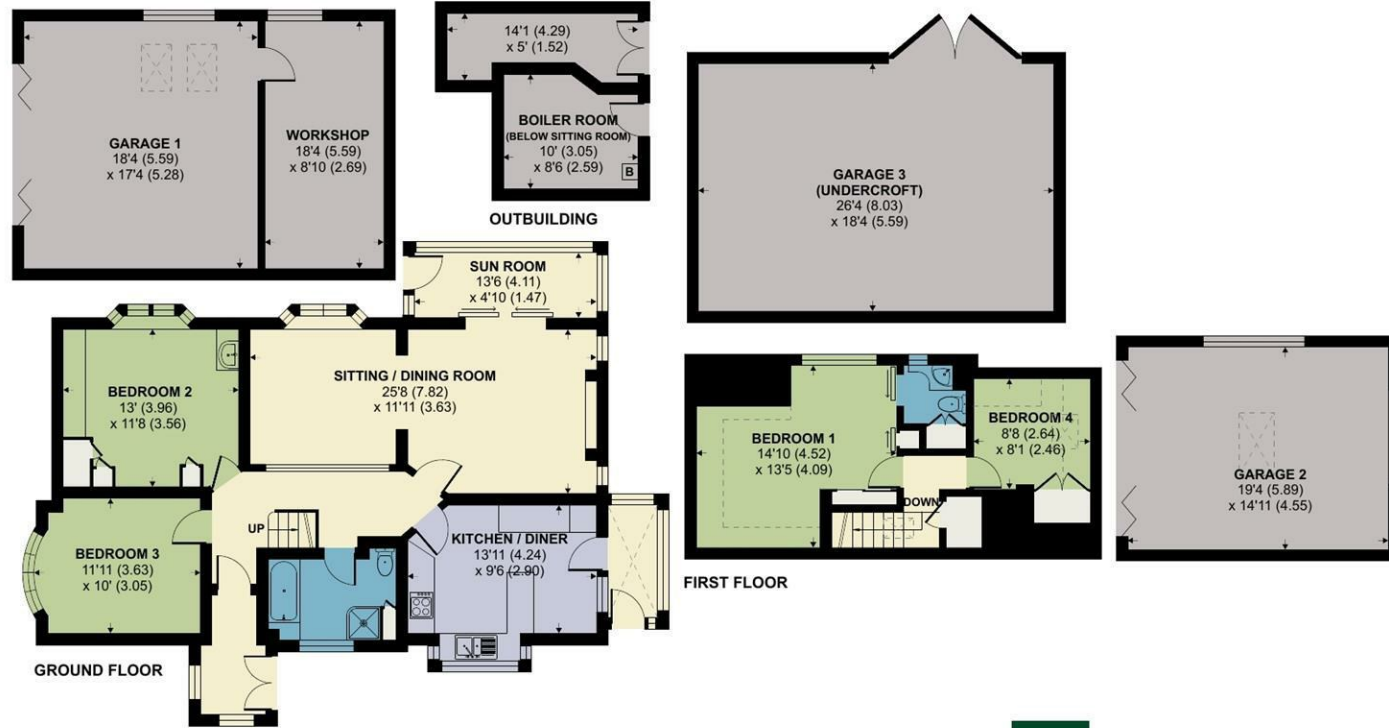 GARAGE 1
18'4 (5.59)
x 17'4 (5.28)
WORKSHOP
18'4 (5.59)
x 8'10 (2.69)
14'1 (4.29)
x 5' (1.52)
BOILER ROOM
(BELOW SITTING ROOM)
10' (3.05)
x 8'6 (2.59)
B
OUTBUILDING
GARAGE 3
(UNDERCROFT)
26'4 (8.03)
x 18'4 (5.59)
SUN ROOM
13'6 (4.11)
x 4'10 (1.47)
BEDROOM 2
13' (3.96)
x 11'8 (3.56)
SITTING / DINING ROOM
25'8 (7.82)
x 11'11 (3.63)
BEDROOM 3
11'11 (3.63)
x 10' (3.05)
UP
KITCHEN / DINER
13'11 (4.24)
x 9'6 (2.90)
GROUND FLOOR
BEDROOM 1
14'10 (4.52)
x 13'5 (4.09)
BEDROOM 4
8'8 (2.64)
x 8'1 (2.46)
DOWN
FIRST FLOOR
GARAGE 2
19'4 (5.89)
x 14'11 (4.55)